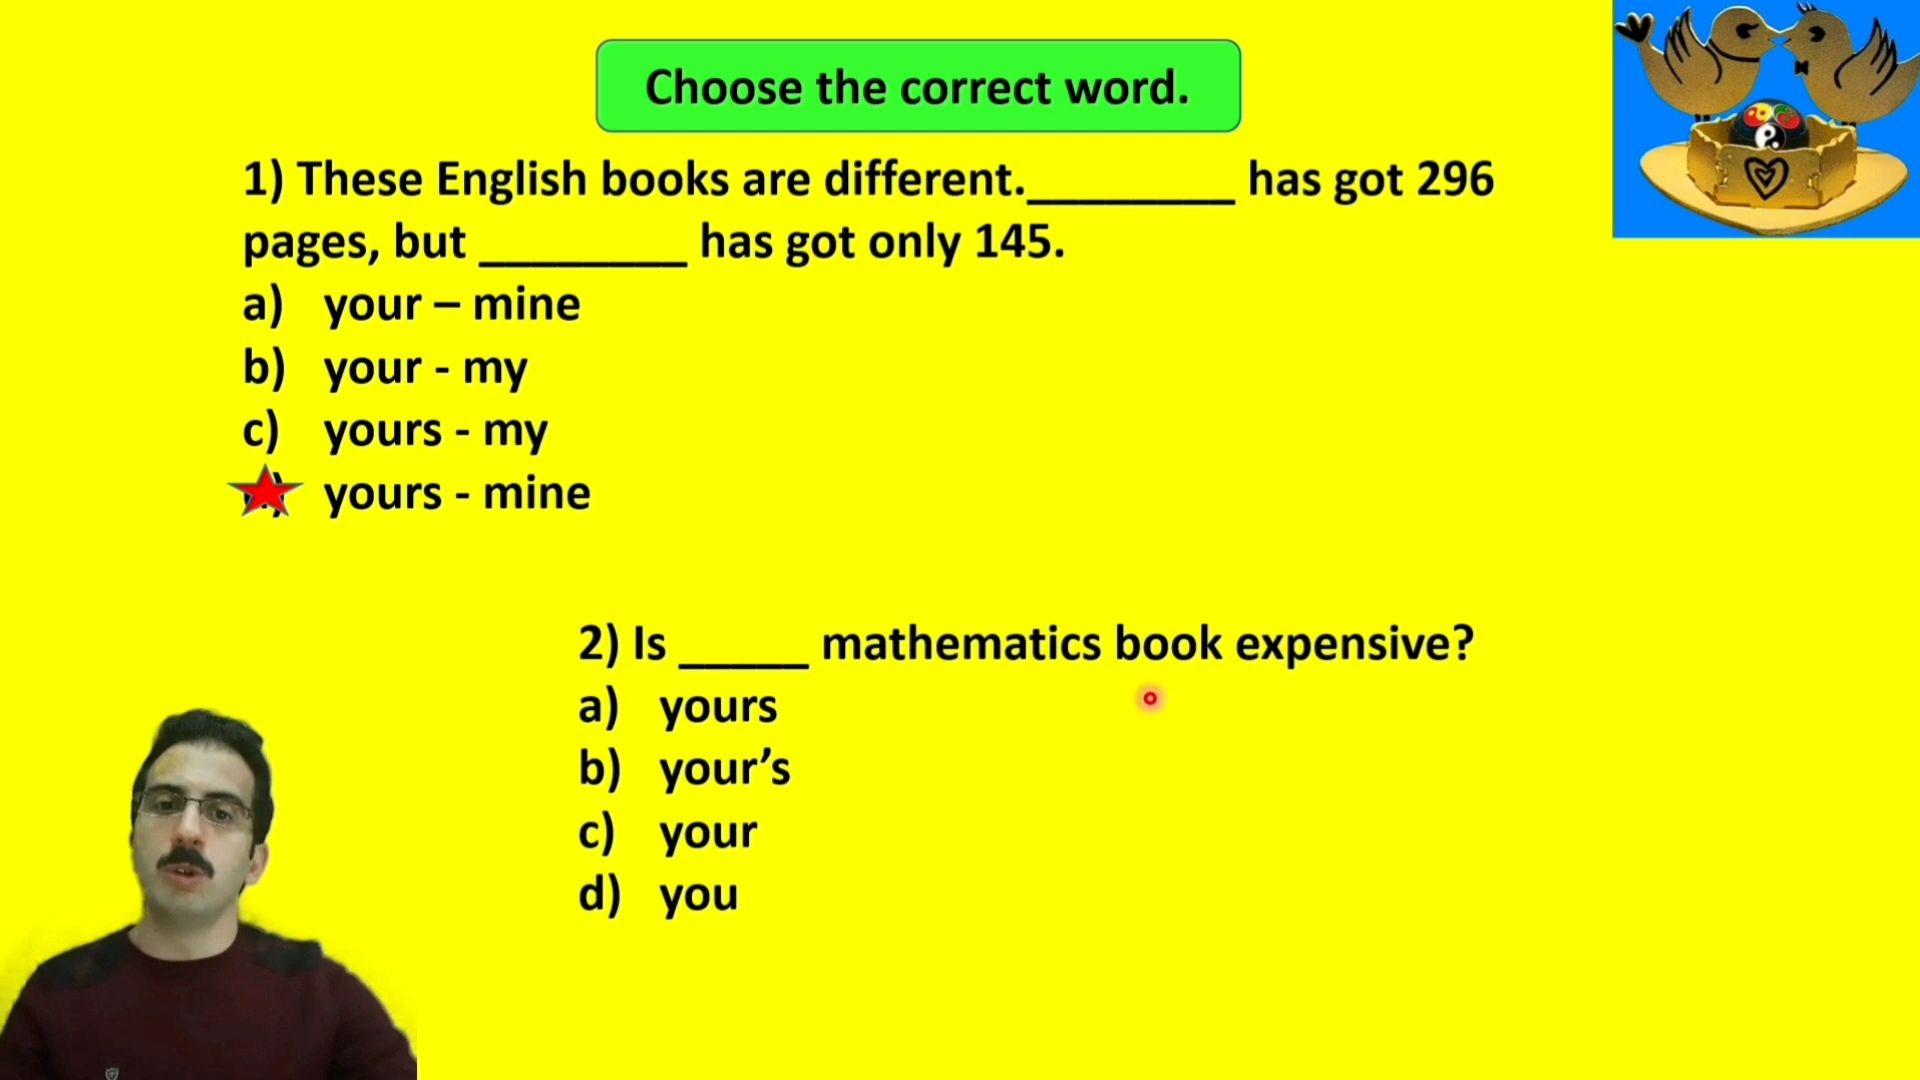 Choose the correct word.
1) These English books are different.________ has got 296
pages, but ________ has got only 145.
a) your – mine
b) your - my
c) yours - my
yours - mine
2) Is _____ mathematics book expensive?
a) yours
b) your’s
c) your
d) you